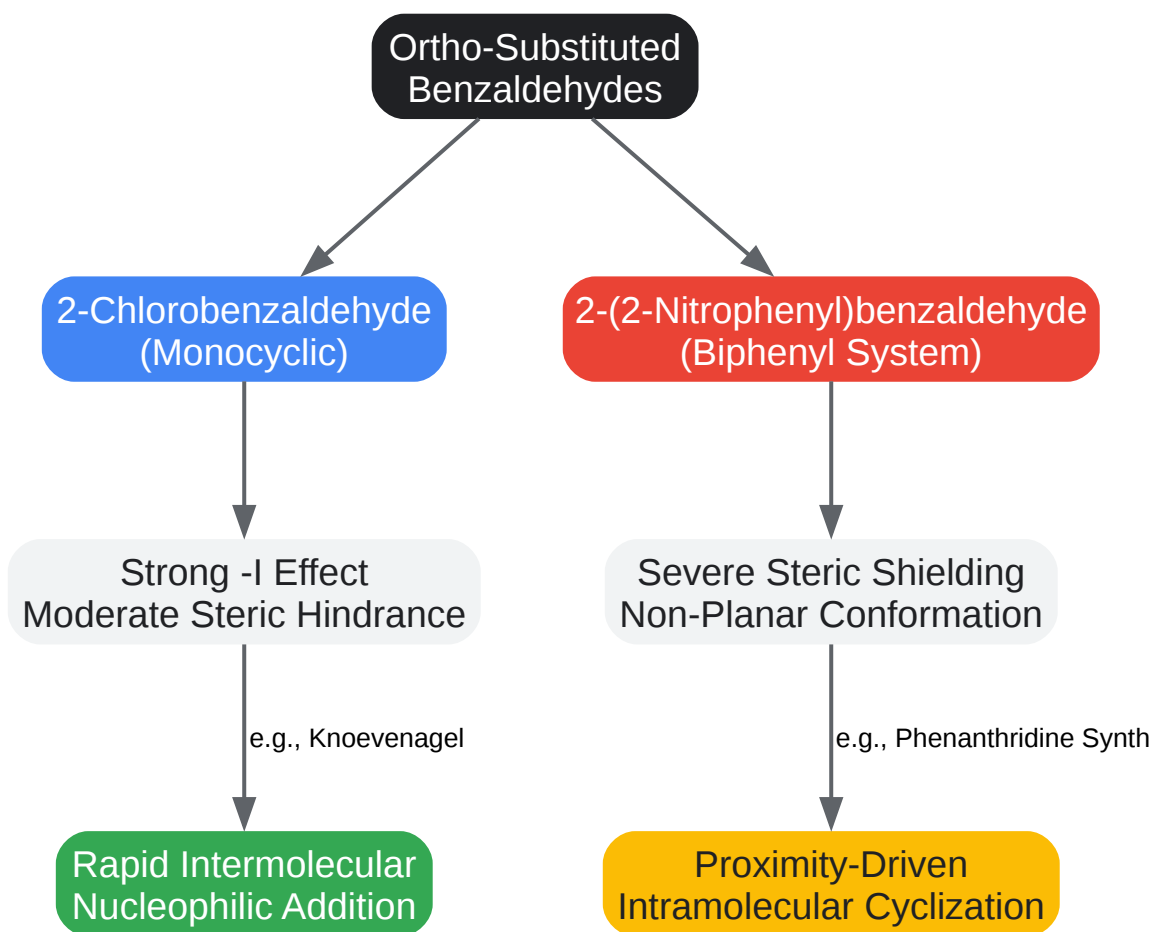 Ortho-Substituted
Benzaldehydes
2-Chlorobenzaldehyde
(Monocyclic)
2-(2-Nitrophenyl)benzaldehyde
(Biphenyl System)
Strong -I Effect
Moderate Steric Hindrance
Severe Steric Shielding
Non-Planar Conformation
e.g., Knoevenagel
e.g., Phenanthridine Synth
Rapid Intermolecular
Nucleophilic Addition
Proximity-Driven
Intramolecular Cyclization